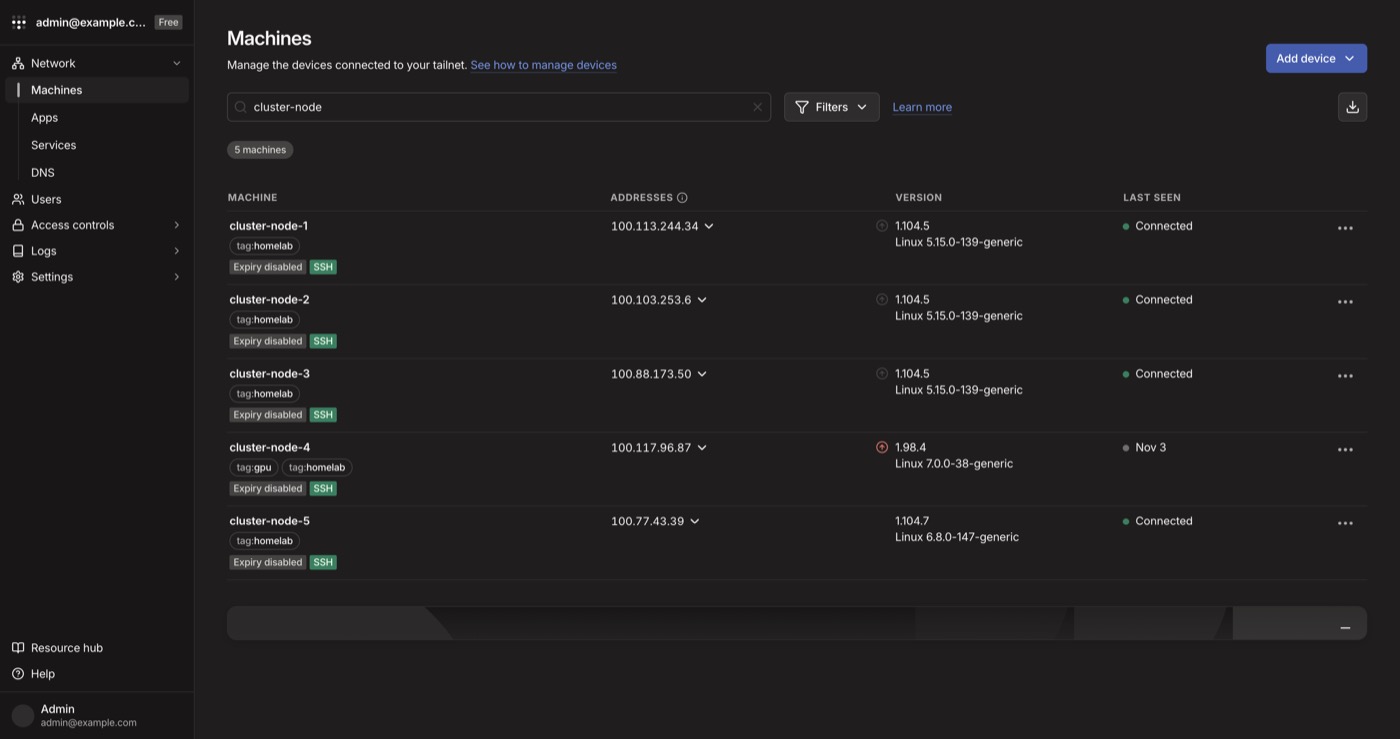 admin@example.c... Free
Network
Machines
Apps
Services
DNS
Users
Access controls
Logs
Settings
Resource hub
Help
Admin
admin@example.com
Machines
Manage the devices connected to your tailnet. See how to manage devices
Add device
cluster-node
Filters
Learn more
5 machines
MACHINE ADDRESSES VERSION LAST SEEN
cluster-node-1 100.113.244.34 1.104.5 Connected
Linux 5.15.0-139-generic
tag:homelab
Expiry disabled SSH
cluster-node-2 100.103.253.6 1.104.5 Connected
Linux 5.15.0-139-generic
tag:homelab
Expiry disabled SSH
cluster-node-3 100.88.173.50 1.104.5 Connected
Linux 5.15.0-139-generic
tag:homelab
Expiry disabled SSH
cluster-node-4 100.117.96.87 1.98.4 Nov 3
Linux 7.0.0-38-generic
tag:gpu tag:homelab
Expiry disabled SSH
cluster-node-5 100.77.43.39 1.104.7 Connected
Linux 6.8.0-147-generic
tag:homelab
Expiry disabled SSH